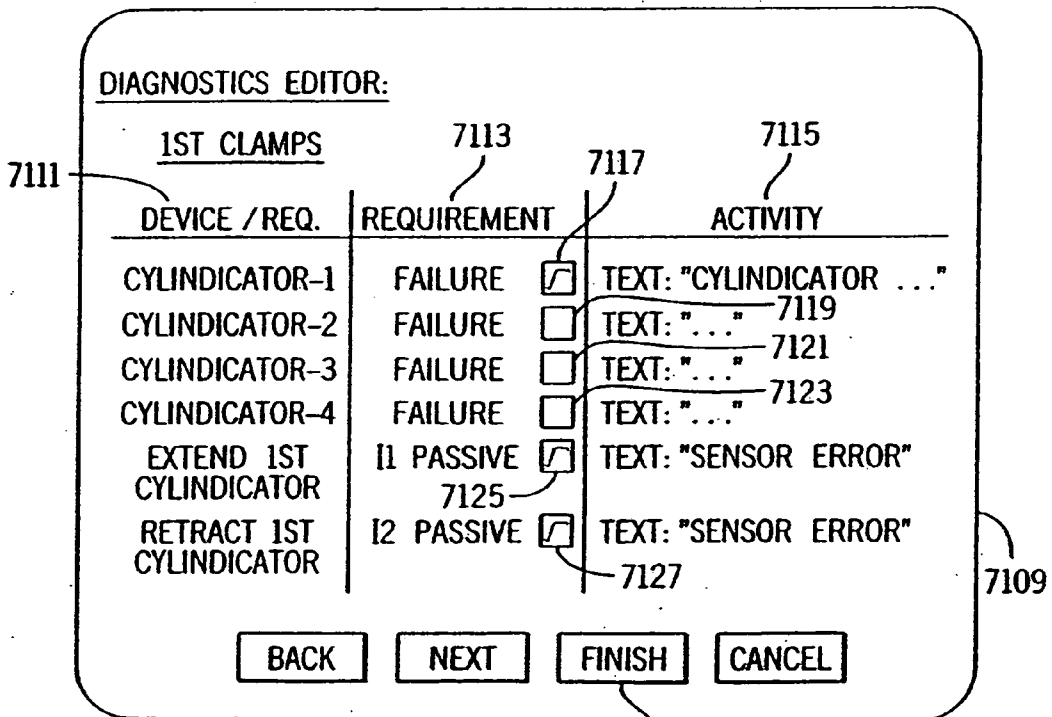 DIAGNOSTICS EDITOR:
1ST CLAMPS
7111
7113
7117
7115
DEVICE / REQ. REQUIREMENT ACTIVITY
CYLINDICATOR-1 FAILURE TEXT: "CYLINDICATOR ..."
CYLINDICATOR-2 FAILURE TEXT: "..." 7119
CYLINDICATOR-3 FAILURE TEXT: "..." 7121
CYLINDICATOR-4 FAILURE TEXT: "..." 7123
EXTEND 1ST I1 PASSIVE TEXT: "SENSOR ERROR"
CYLINDICATOR 7125
RETRACT 1ST I2 PASSIVE TEXT: "SENSOR ERROR"
CYLINDICATOR 7127
7109
BACK NEXT FINISH CANCEL